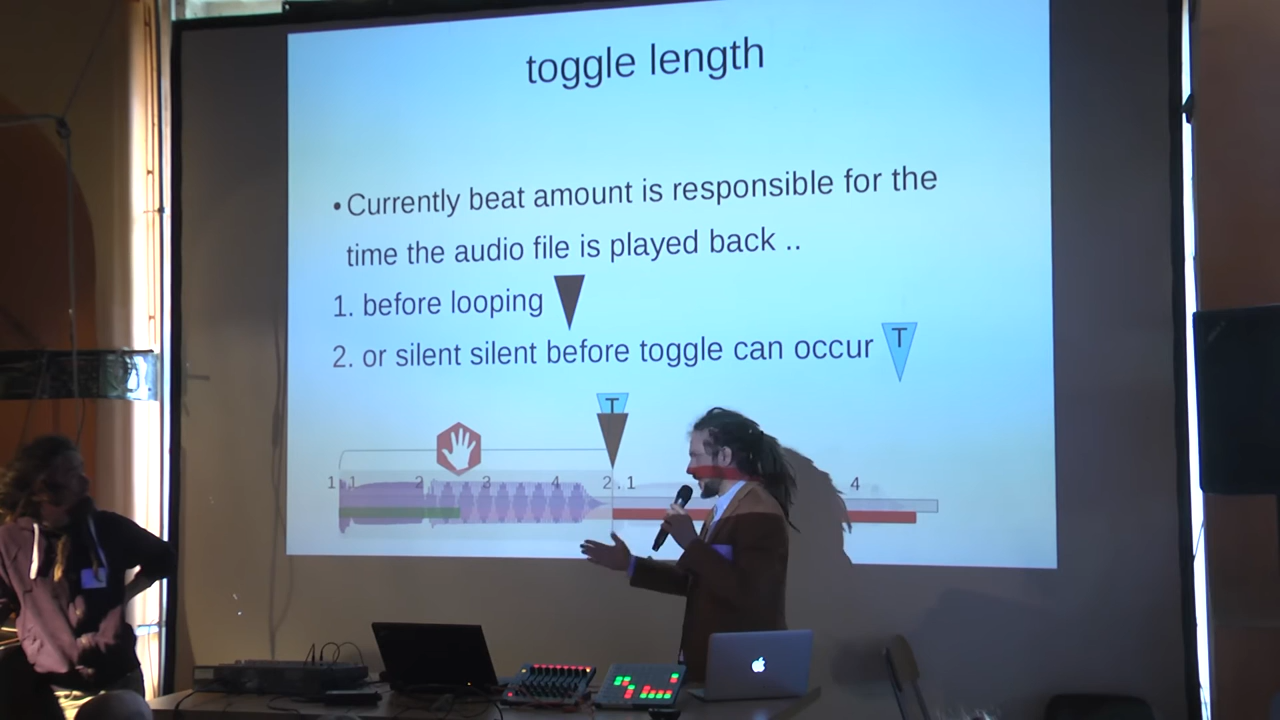 toggle length
• Currently beat amount is responsible for the
time the audio file is played back ..
1. before looping
2. or silent silent before toggle can occur T
T
1.1 2 3 4 2.1 4